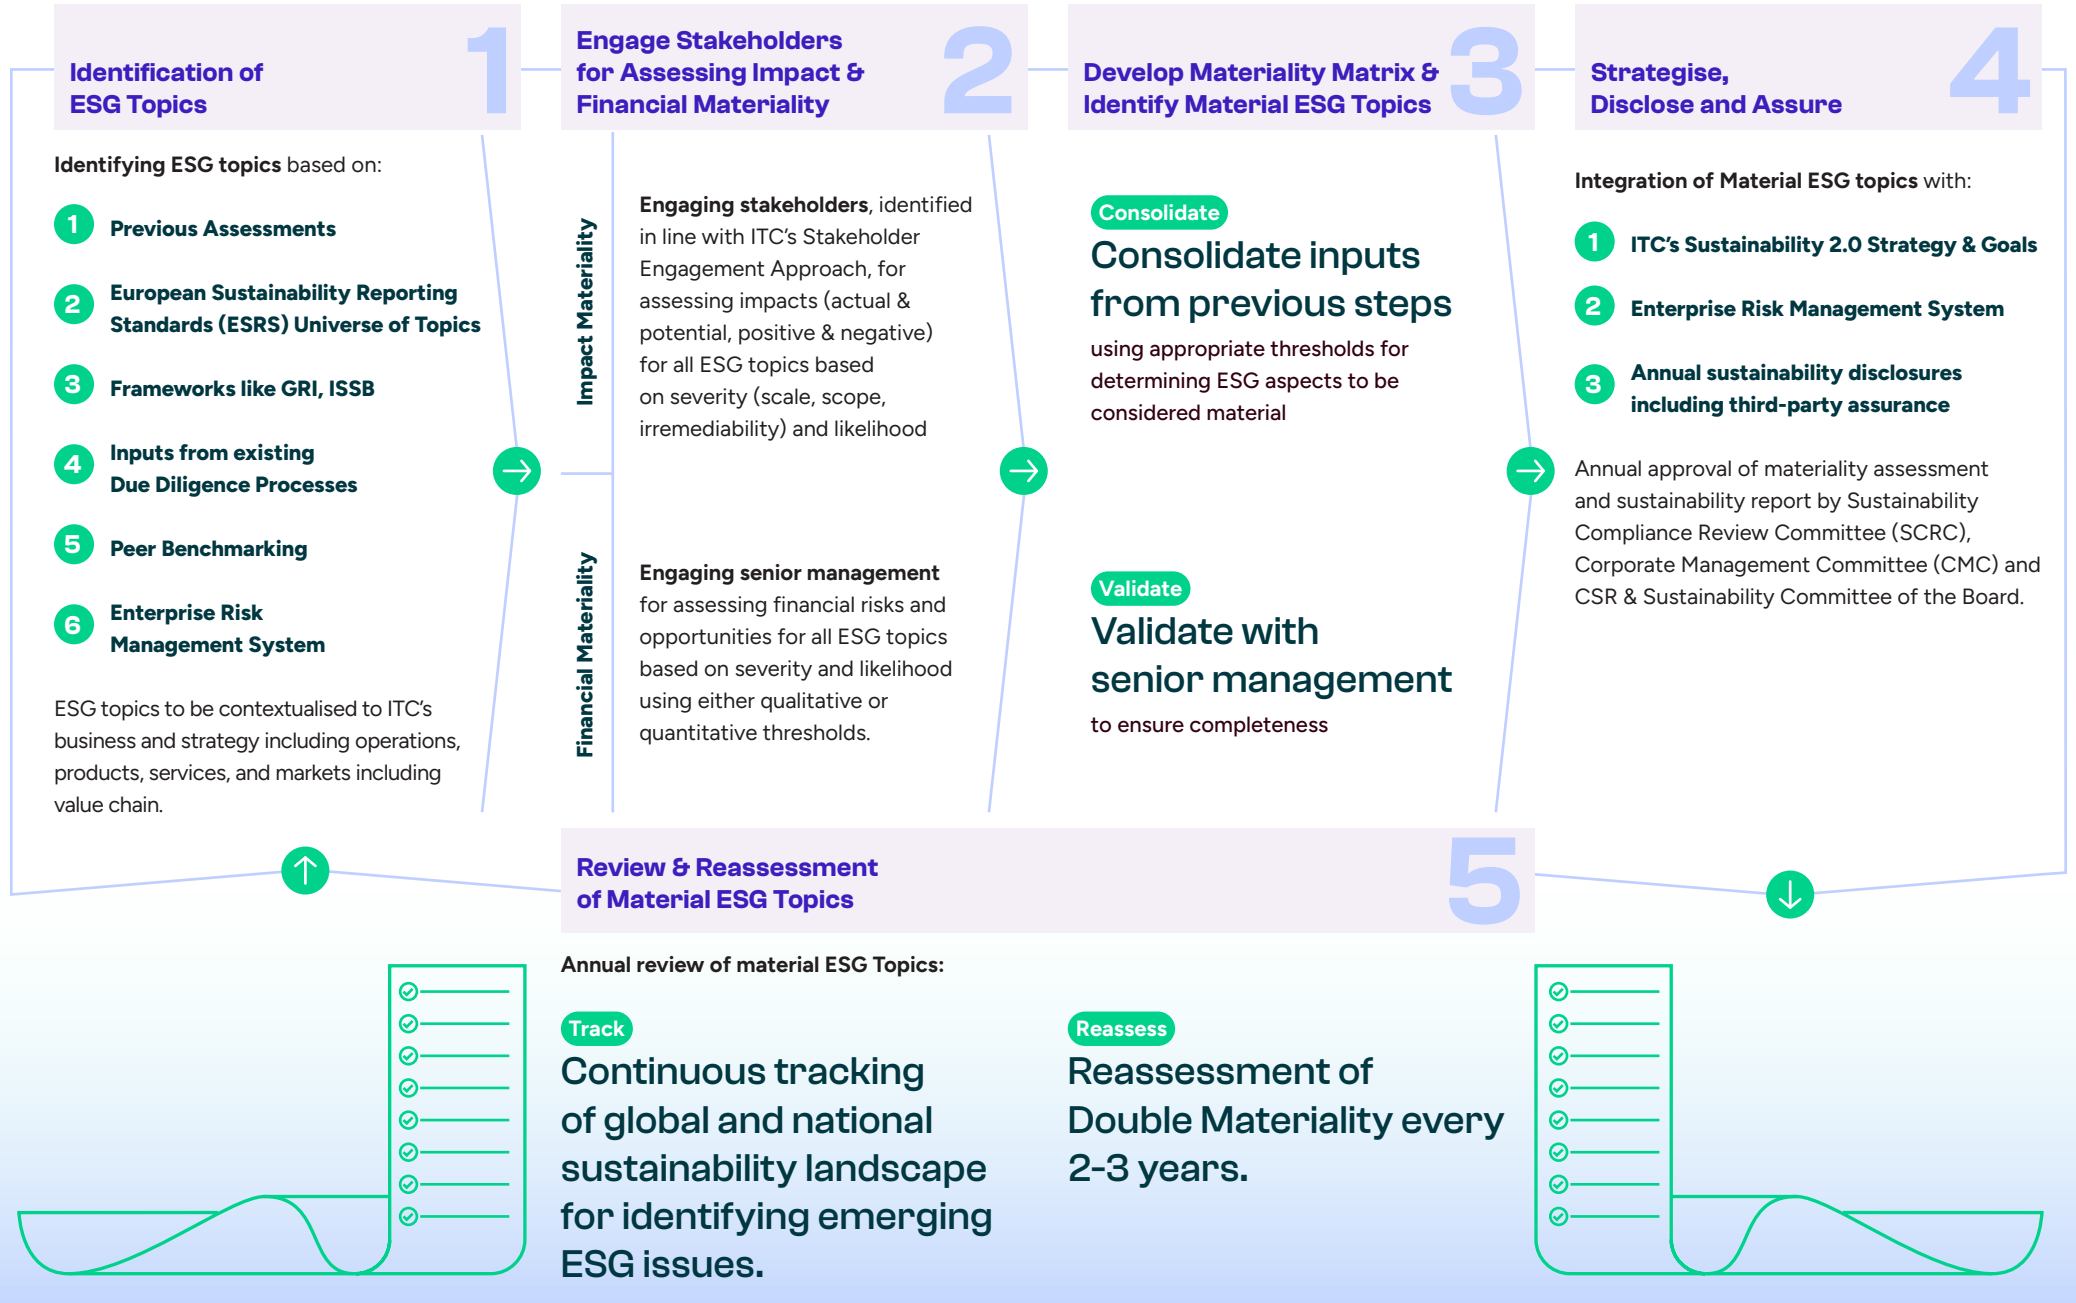 Identification of
ESG Topics
1
Identifying ESG topics based on:
1 Previous Assessments
2 European Sustainability Reporting
Standards (ESRS) Universe of Topics
3 Frameworks like GRI, ISSB
4 Inputs from existing
Due Diligence Processes
5 Peer Benchmarking
6 Enterprise Risk
Management System
ESG topics to be contextualised to ITC’s
business and strategy including operations,
products, services, and markets including
value chain.
Engage Stakeholders
for Assessing Impact &
Financial Materiality
2
Impact Materiality
Engaging stakeholders, identified
in line with ITC’s Stakeholder
Engagement Approach, for
assessing impacts (actual &
potential, positive & negative)
for all ESG topics based
on severity (scale, scope,
irremediability) and likelihood
Financial Materiality
Engaging senior management
for assessing financial risks and
opportunities for all ESG topics
based on severity and likelihood
using either qualitative or
quantitative thresholds.
Develop Materiality Matrix &
Identify Material ESG Topics
3
Consolidate
Consolidate inputs
from previous steps
using appropriate thresholds for
determining ESG aspects to be
considered material
Validate
Validate with
senior management
to ensure completeness
Strategise,
Disclose and Assure
4
Integration of Material ESG topics with:
1 ITC’s Sustainability 2.0 Strategy & Goals
2 Enterprise Risk Management System
3 Annual sustainability disclosures
including third-party assurance
Annual approval of materiality assessment
and sustainability report by Sustainability
Compliance Review Committee (SCRC),
Corporate Management Committee (CMC) and
CSR & Sustainability Committee of the Board.
Review & Reassessment
of Material ESG Topics
5
Annual review of material ESG Topics:
Track
Continuous tracking
of global and national
sustainability landscape
for identifying emerging
ESG issues.
Reassess
Reassessment of
Double Materiality every
2-3 years.